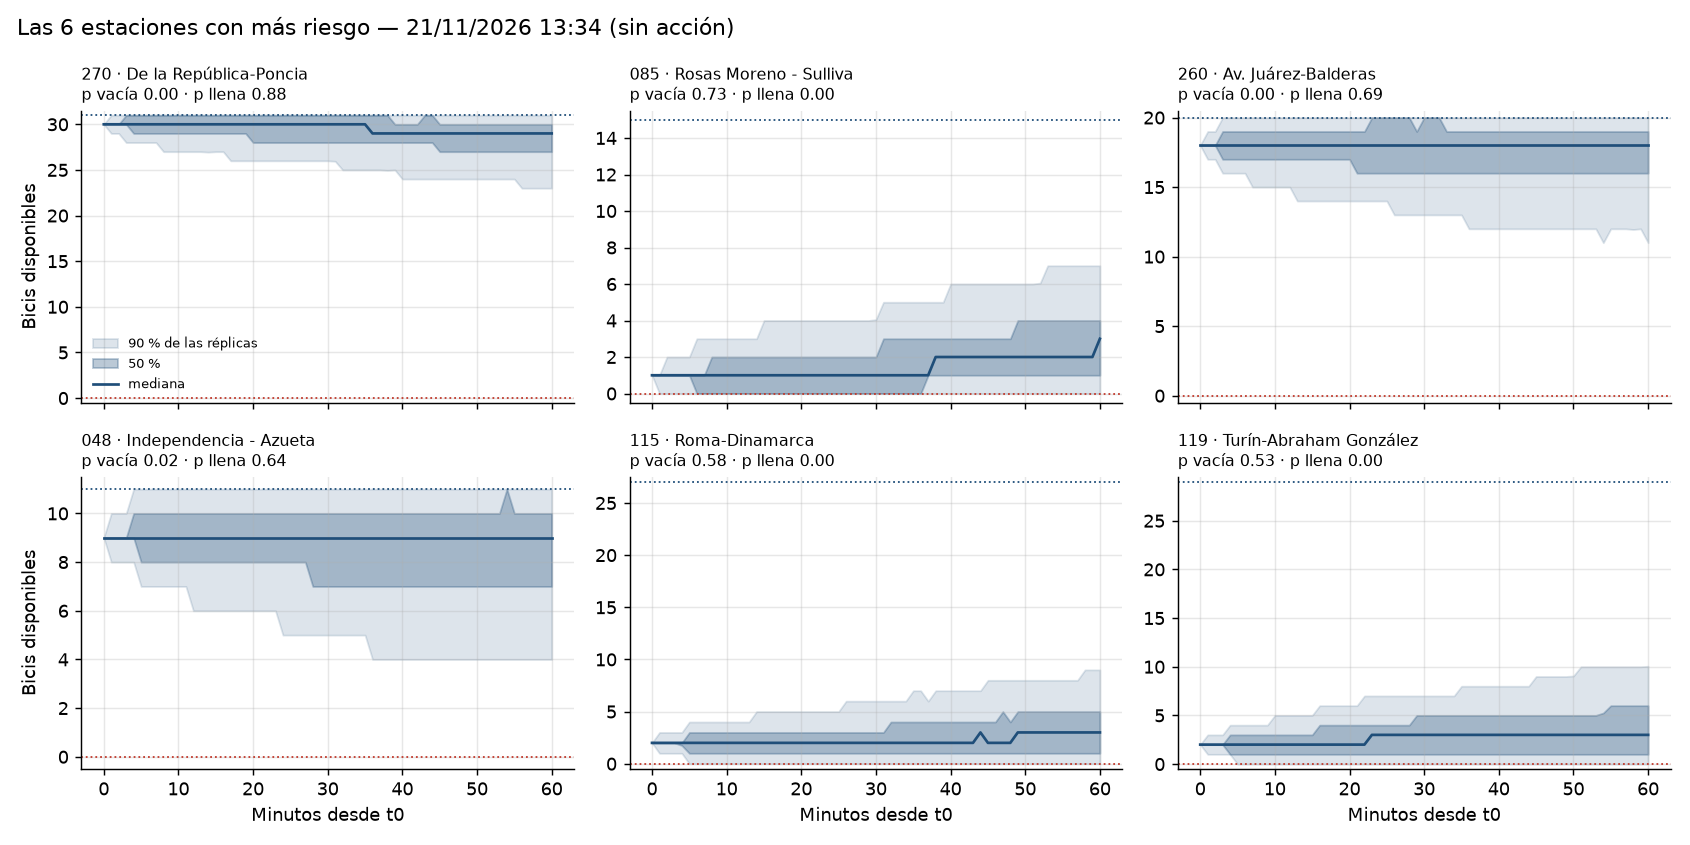 Las 6 estaciones con más riesgo — 21/11/2026 13:34 (sin acción)
270 · De la República-Poncia
p vacía 0.00 · p llena 0.88
30
25
20
15
10
5
0
Bicis disponibles
90 % de las réplicas
50 %
mediana
085 · Rosas Moreno - Sulliva
p vacía 0.73 · p llena 0.00
14
12
10
8
6
4
2
0
260 · Av. Juárez-Balderas
p vacía 0.00 · p llena 0.69
20
15
10
5
0
048 · Independencia - Azueta
p vacía 0.02 · p llena 0.64
10
8
6
4
2
0
Bicis disponibles
0 10 20 30 40 50 60
Minutos desde t0
115 · Roma-Dinamarca
p vacía 0.58 · p llena 0.00
25
20
15
10
5
0
0 10 20 30 40 50 60
Minutos desde t0
119 · Turín-Abraham González
p vacía 0.53 · p llena 0.00
25
20
15
10
5
0
0 10 20 30 40 50 60
Minutos desde t0